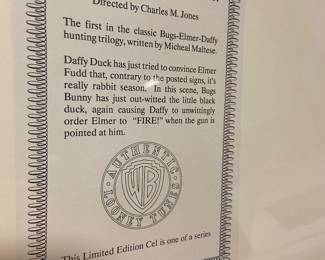 Directed by Charles M. Jones
The first in the classic Bugs-Elmer-Daffy
hunting trilogy, written by Micheal Maltese.
Daffy Duck has just tried to convince Elmer
Fudd that, contrary to the posted signs, it's
really rabbit season. In this scene, Bugs
Bunny has just out-witted the little black
duck, again causing Daffy to unwittingly
order Elmer to "FIRE!" when the gun is
pointed at him.
AUTHENTIC
WB
LOONEY TUNES
This Limited Edition Cel is one of a series